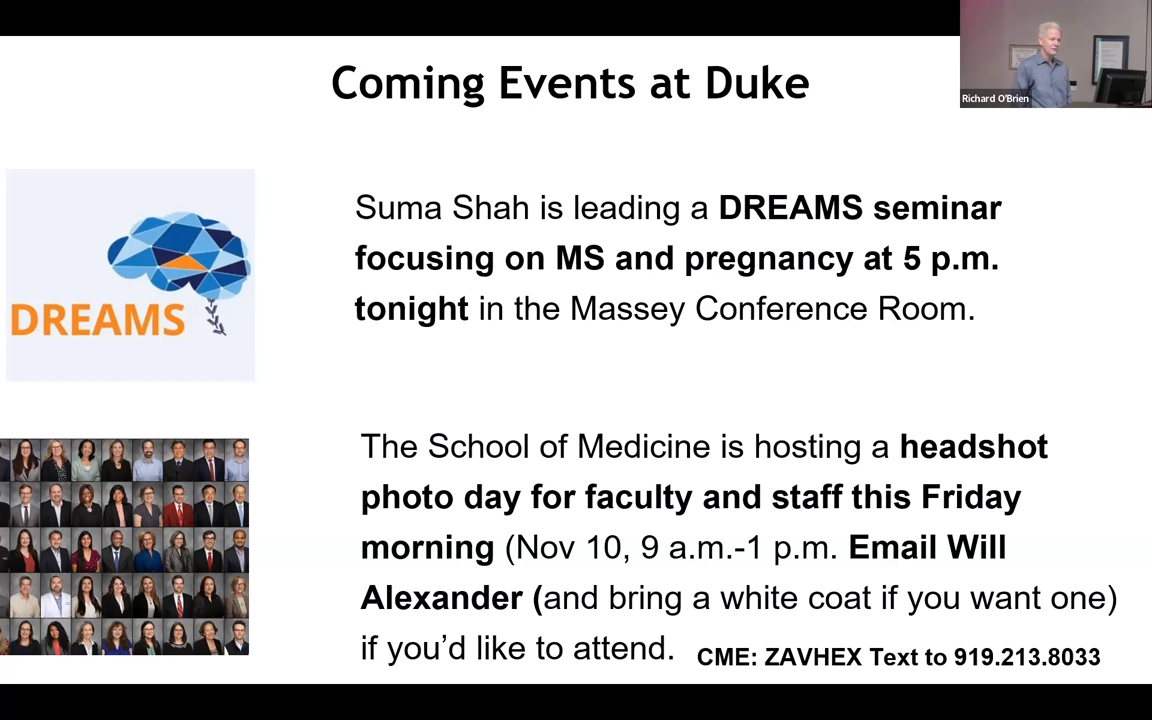 Coming Events at Duke
Richard O'Brien
DREAMS
Suma Shah is leading a DREAMS seminar
focusing on MS and pregnancy at 5 p.m.
tonight in the Massey Conference Room.
The School of Medicine is hosting a headshot
photo day for faculty and staff this Friday
morning (Nov 10, 9 a.m.-1 p.m. Email Will
Alexander (and bring a white coat if you want one)
if you’d like to attend.
CME: ZAVHEX Text to 919.213.8033